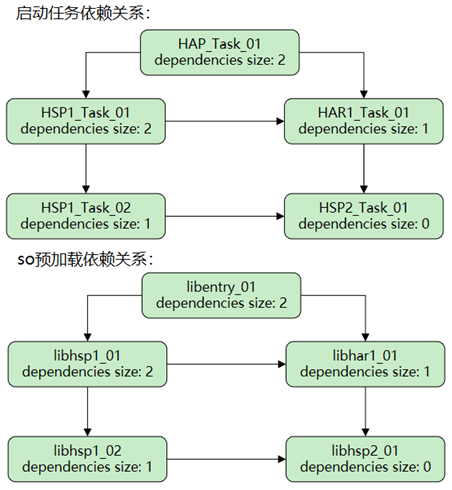 启动任务依赖关系：
HAP_Task_01
dependencies size: 2
HSP1_Task_01
dependencies size: 2
HAR1_Task_01
dependencies size: 1
HSP1_Task_02
dependencies size: 1
HSP2_Task_01
dependencies size: 0
so预加载依赖关系：
libentry_01
dependencies size: 2
libhsp1_01
dependencies size: 2
libhar1_01
dependencies size: 1
libhsp1_02
dependencies size: 1
libhsp2_01
dependencies size: 0